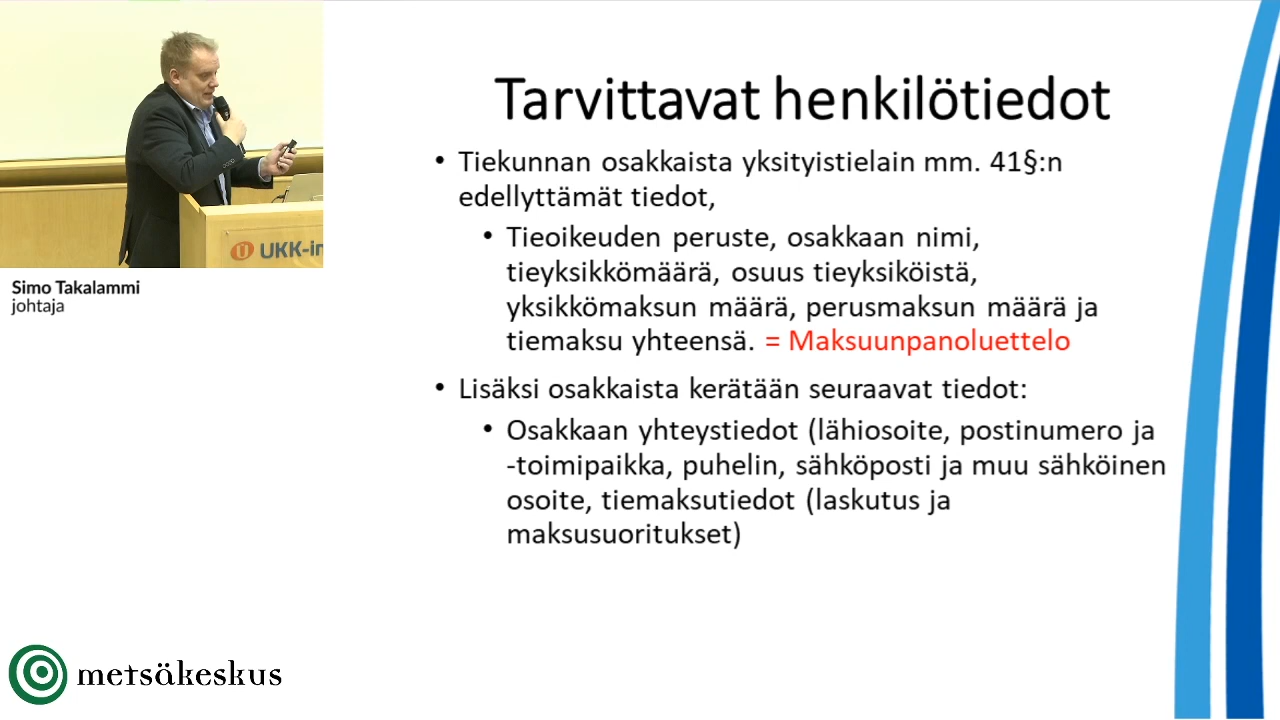 Tarvittavat henkilötiedot
• Tiekunnan osakkaista yksityistielain mm. 41§:n
edellyttämät tiedot,
• Tieoikeuden peruste, osakkaan nimi,
tieyksikkömäärä, osuus tieyksiköistä,
yksikkömaksun määrä, perusmaksun määrä ja
tiemaksu yhteensä. = Maksuunpanoluettelo
• Lisäksi osakkaista kerätään seuraavat tiedot:
• Osakkaan yhteystiedot (lähiosoite, postinumero ja
-toimipaikka, puhelin, sähköposti ja muu sähköinen
osoite, tiemaksutiedot (laskutus ja
maksusuoritukset)
UKK-in
Simo Takalammi
johtaja
metsäkeskus